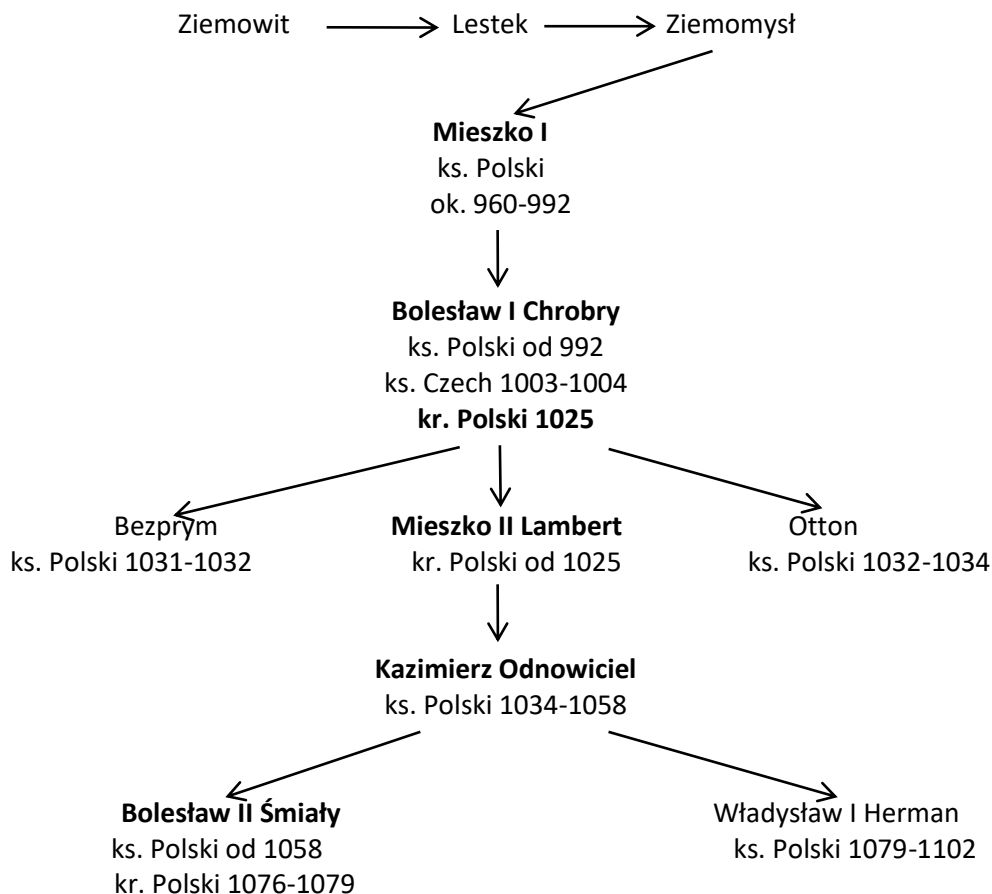 Ziemowit Lestek Ziemomysł
Mieszko I
ks. Polski
ok. 960-992
Bolesław I Chrobry
ks. Polski od 992
ks. Czech 1003-1004
kr. Polski 1025
Bezprym Mieszko II Lambert Otton
ks. Polski 1031-1032 kr. Polski od 1025 ks. Polski 1032-1034
Kazimierz Odnowiciel
ks. Polski 1034-1058
Bolesław II Śmiały Władysław I Herman
ks. Polski od 1058 ks. Polski 1079-1102
kr. Polski 1076-1079